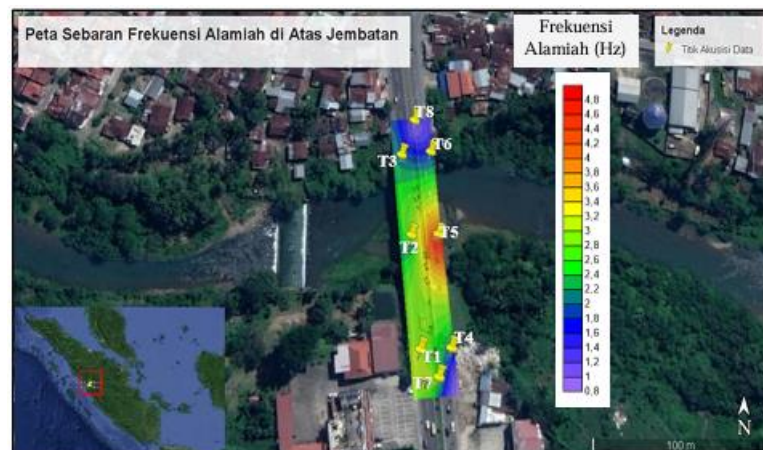 Peta Sebaran Frekuensi Alamiah di Atas Jembatan
Frekuensi
Alamiah (Hz)
Legenda
Titik Akusisi Data
T8
T3
T6
T2
T5
T4
T1
T7
4,8
4,6
4,4
4,2
4
3,8
3,6
3,4
3,2
3
2,8
2,6
2,4
2,2
2
1,8
1,6
1,4
1,2
1
0,8
N
100 m